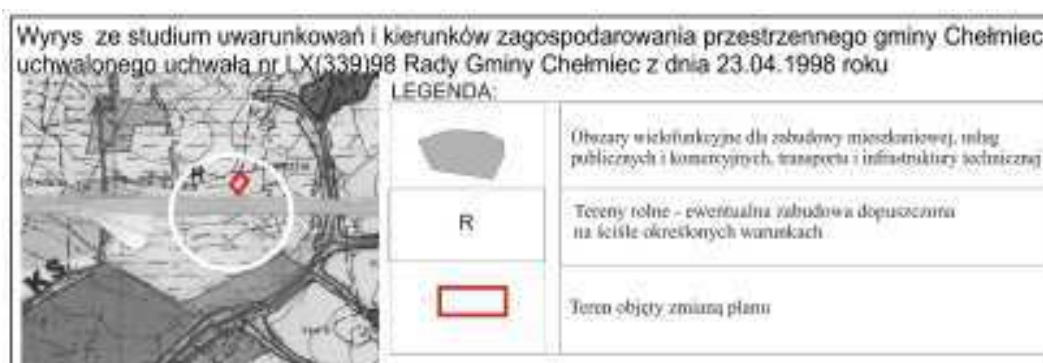 Wyrys ze studium uwarunkowań i kierunków zagospodarowania przestrzennego gminy Chełmiec
uchwalonego uchwałą nr LX(339)98 Rady Gminy Chełmiec z dnia 23.04.1998 roku
LEGENDA:
Obszary wielofunkcyjne dla zabudowy mieszkaniowej, usług
publicznych i komercyjnych, transportu i infrastruktury technicznej
R
Tereny rolne - ewentualna zabudowa dopuszczona
na ściśle określonych warunkach
Teren objęty zmianą planu
R
KS